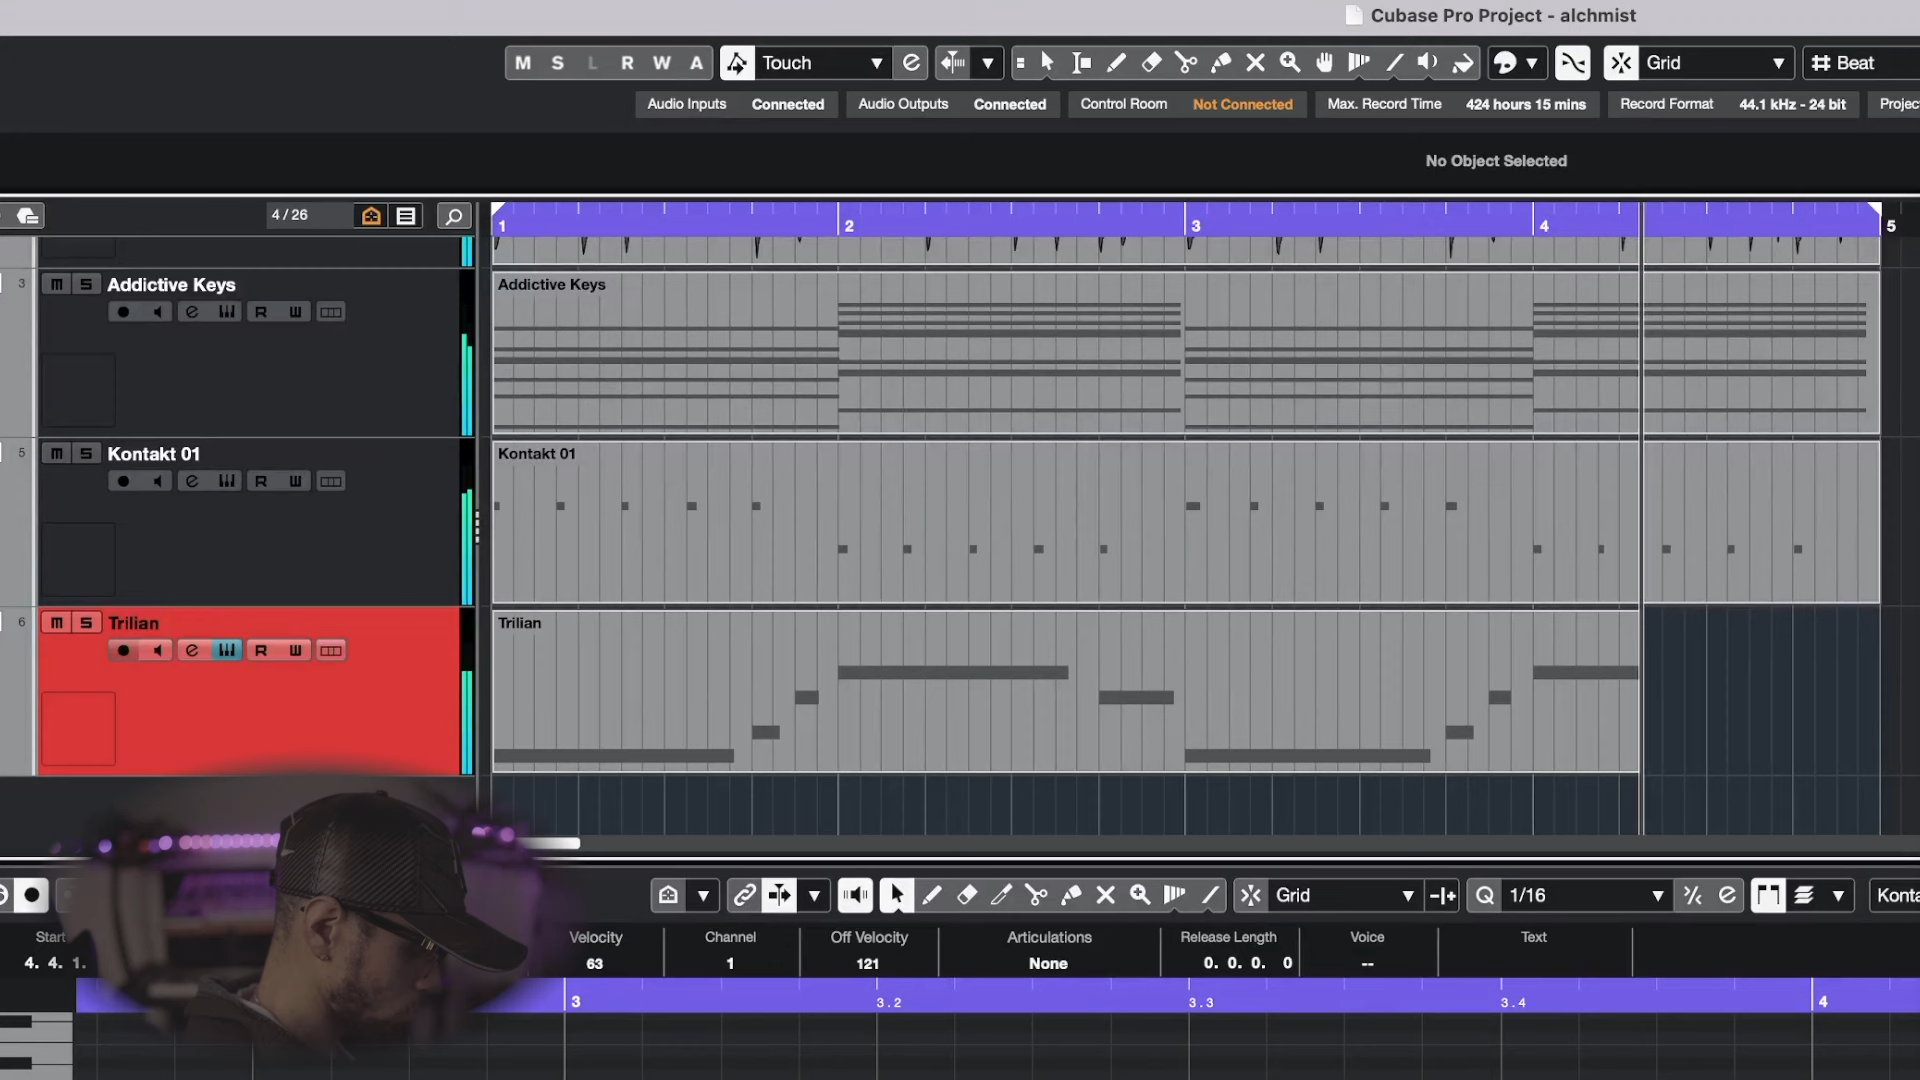 Cubase Pro Project - alchmist
M S L R W A Touch Grid Beat
Audio Inputs Connected Audio Outputs Connected Control Room Not Connected Max. Record Time 424 hours 15 mins Record Format 44.1 kHz - 24 bit
No Object Selected
4 / 26
1 2 3 4 5
3 m S Addictive Keys
e R W
Addictive Keys
5 m S Kontakt 01
e R W
Kontakt 01
6 m S Trilian
e R W
Trilian
Grid Q 1/16 e
Start Velocity Channel Off Velocity Articulations Release Length Voice Text
4. 4. 1. 63 1 121 None 0. 0. 0. 0 --
3 3.2 3.3 3.4 4